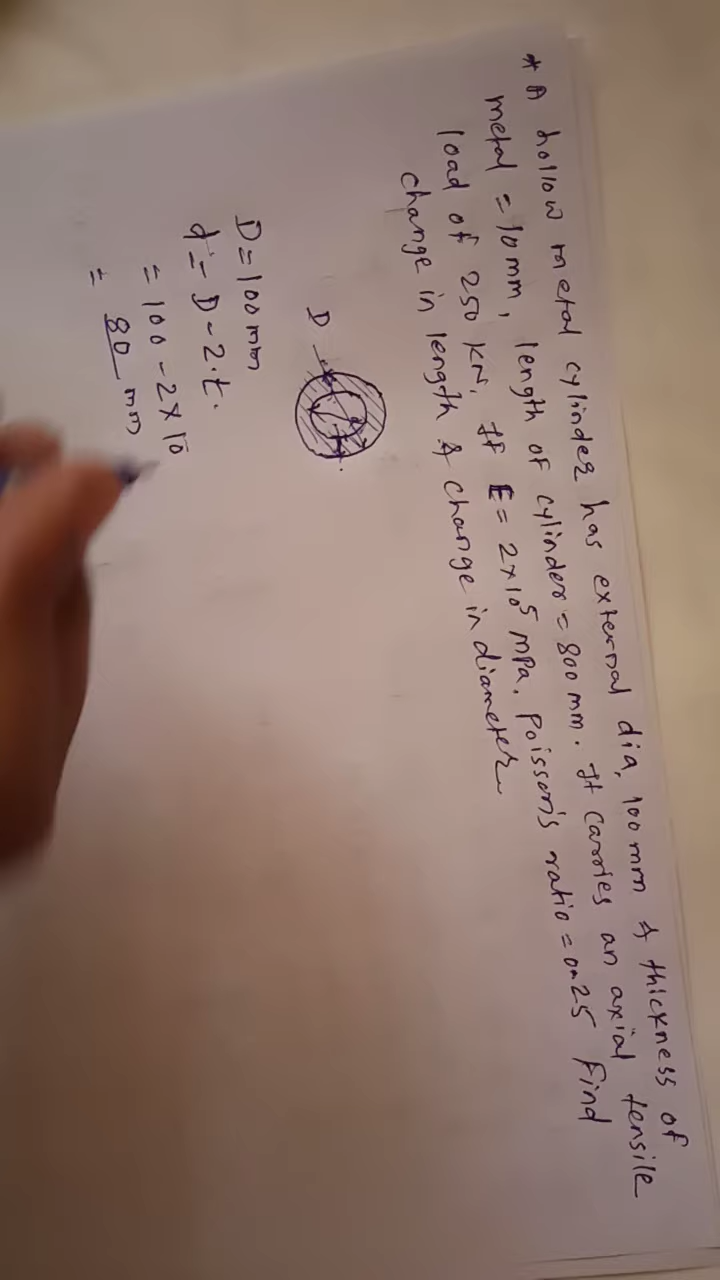 * A hollow metal cylinder has external dia, 100 mm & thickness of
metal = 10 mm, length of cylinder = 800 mm. It carries an axial tensile
load of 250 KN. If E = 2×10⁵ mPa, Poisson's ratio = 0.25 Find
change in length & change in diameter
D
D = 100 mm
d = D - 2·t.
= 100 - 2 × 10
= 80 mm